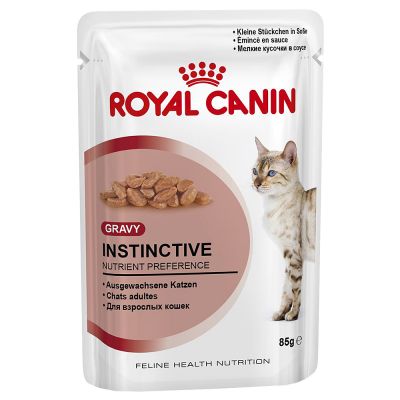 • Kleine Stückchen in Soße
• Émincé en sauce
• Мелкие кусочки в соусе
ROYAL CANIN
GRAVY
INSTINCTIVE
NUTRIENT PREFERENCE
• Ausgewachsene Katzen
• Chats adultes
• Для взрослых кошек
85g e
FELINE HEALTH NUTRITION